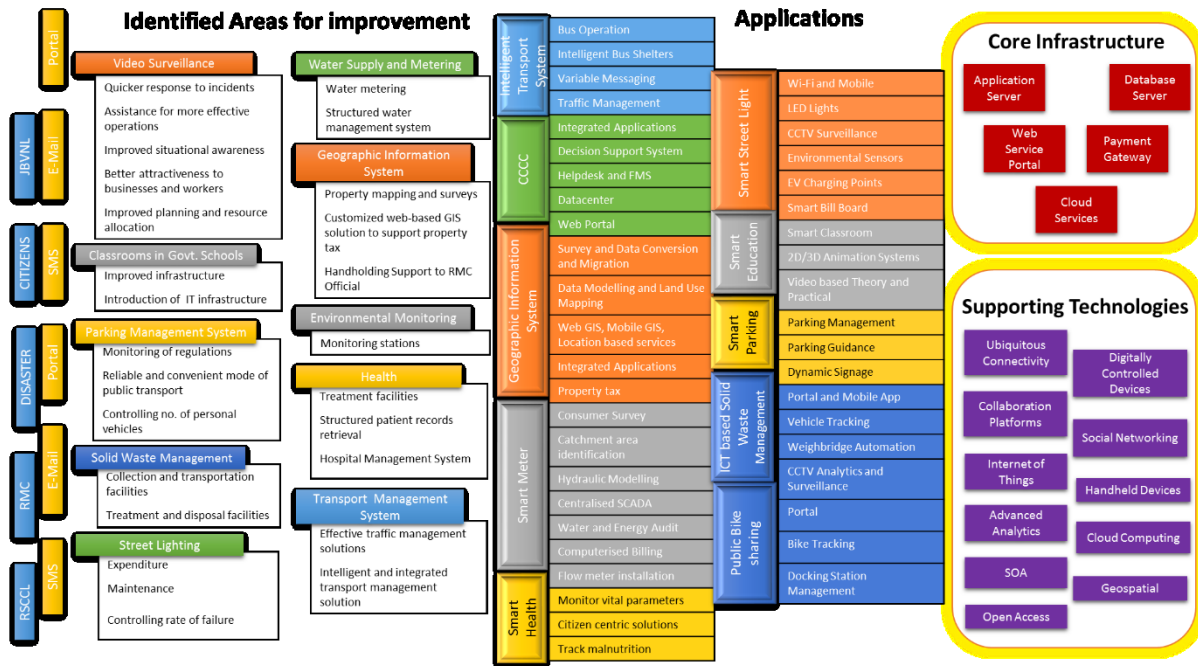 Identified Areas for improvement
Applications
Portal
JBVNL
E-Mail
CITIZENS
SMS
DISASTER
Portal
RMC
E-Mail
RSCCL
SMS
Video Surveillance
Quicker response to incidents
Assistance for more effective
operations
Improved situational awareness
Better attractiveness to
businesses and workers
Improved planning and resource
allocation
Classrooms in Govt. Schools
Improved infrastructure
Introduction of IT infrastructure
Parking Management System
Monitoring of regulations
Reliable and convenient mode of
public transport
Controlling no. of personal
vehicles
Solid Waste Management
Collection and transportation
facilities
Treatment and disposal facilities
Street Lighting
Expenditure
Maintenance
Controlling rate of failure
Water Supply and Metering
Water metering
Structured water
management system
Geographic Information
System
Property mapping and surveys
Customized web-based GIS
solution to support property
tax
Handholding Support to RMC
Official
Environmental Monitoring
Monitoring stations
Health
Treatment facilities
Structured patient records
retrieval
Hospital Management System
Transport Management
System
Effective traffic management
solutions
Intelligent and integrated
transport management
solution
Intelligent Transport
System
Bus Operation
Intelligent Bus Shelters
Variable Messaging
Traffic Management
CCCC
Integrated Applications
Decision Support System
Helpdesk and FMS
Datacenter
Web Portal
Geographic Information
System
Survey and Data Conversion
and Migration
Data Modelling and Land Use
Mapping
Web GIS, Mobile GIS,
Location based services
Integrated Applications
Property tax
Smart Meter
Consumer Survey
Catchment area
identification
Hydraulic Modelling
Centralised SCADA
Water and Energy Audit
Computerised Billing
Flow meter installation
Smart
Health
Monitor vital parameters
Citizen centric solutions
Track malnutrition
Smart Street Light
Wi-Fi and Mobile
LED Lights
CCTV Surveillance
Environmental Sensors
EV Charging Points
Smart Bill Board
Smart
Education
Smart Classroom
2D/3D Animation Systems
Video based Theory and
Practical
Smart
Parking
Parking Management
Parking Guidance
Dynamic Signage
ICT based Solid
Waste
Management
Portal and Mobile App
Vehicle Tracking
Weighbridge Automation
CCTV Analytics and
Surveillance
Public Bike
sharing
Portal
Bike Tracking
Docking Station
Management
Core Infrastructure
Application
Server
Database
Server
Web
Service
Portal
Payment
Gateway
Cloud
Services
Supporting Technologies
Ubiquitous
Connectivity
Digitally
Controlled
Devices
Collaboration
Platforms
Social Networking
Internet of
Things
Handheld Devices
Advanced
Analytics
Cloud Computing
SOA
Geospatial
Open Access